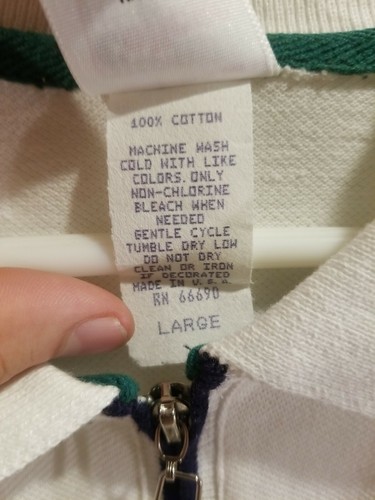 100% COTTON
MACHINE WASH
COLD WITH LIKE
COLORS.ONLY
NON-CHLORINE
BLEACH WHEN
NEEDED
GENTLE CYCLE
TUMBLE DRY LOW
DO NOT DRY
CLEAN OR IRON
IF DECORATED
MADE IN U.S.A
RN 66690
LARGE